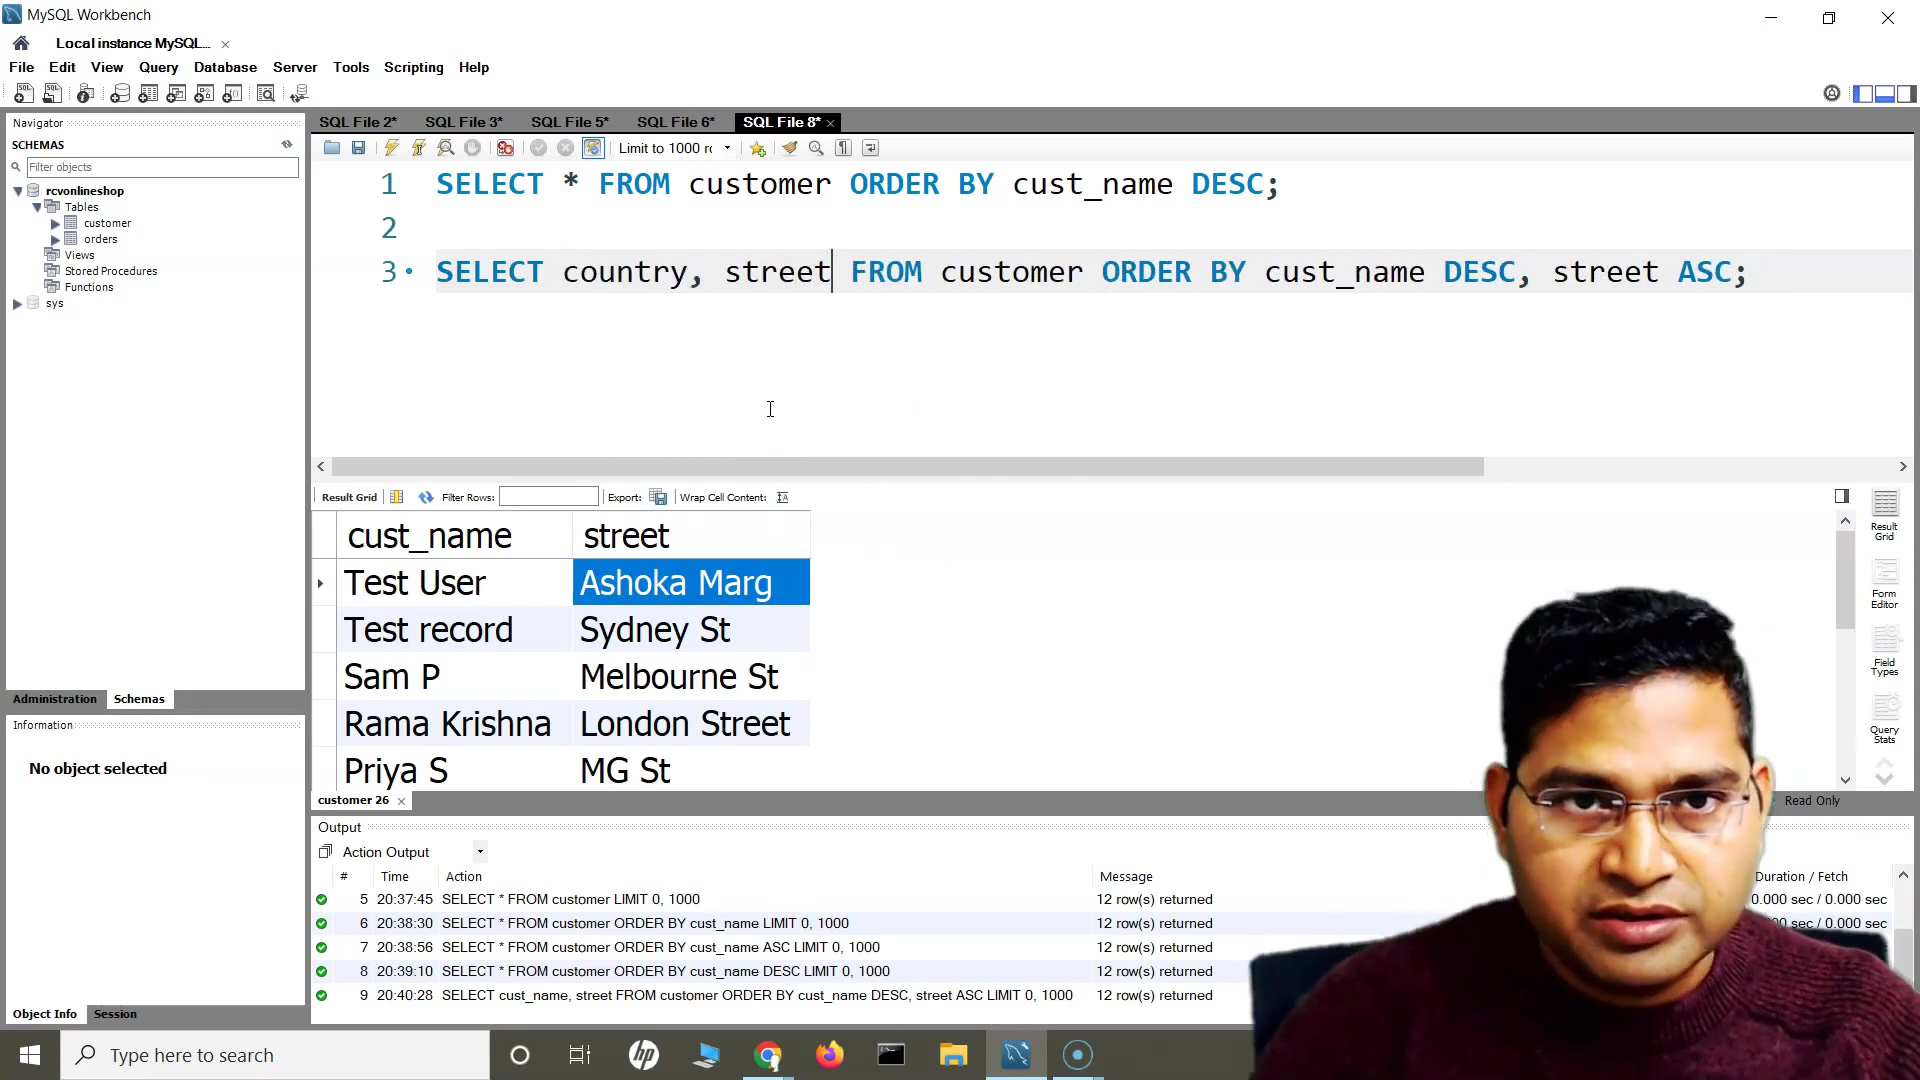 MySQL Workbench
Local instance MySQL...
File Edit View Query Database Server Tools Scripting Help
Navigator
SCHEMAS
Filter objects
rcvonlineshop
Tables
customer
orders
Views
Stored Procedures
Functions
sys
Administration Schemas
Information
No object selected
Object Info Session
SQL File 2* SQL File 3* SQL File 5* SQL File 6* SQL File 8*
Limit to 1000 rc
1 SELECT * FROM customer ORDER BY cust_name DESC;
2
3 SELECT country, street FROM customer ORDER BY cust_name DESC, street ASC;
Result Grid Filter Rows: Export: Wrap Cell Content:
cust_name street
Test User Ashoka Marg
Test record Sydney St
Sam P Melbourne St
Rama Krishna London Street
Priya S MG St
Result Grid
Form Editor
Field Types
Query Stats
customer 26
Read Only
Output
Action Output
# Time Action Message Duration / Fetch
5 20:37:45 SELECT * FROM customer LIMIT 0, 1000 12 row(s) returned 0.000 sec / 0.000 sec
6 20:38:30 SELECT * FROM customer ORDER BY cust_name LIMIT 0, 1000 12 row(s) returned 00 sec / 0.000 sec
7 20:38:56 SELECT * FROM customer ORDER BY cust_name ASC LIMIT 0, 1000 12 row(s) returned
8 20:39:10 SELECT * FROM customer ORDER BY cust_name DESC LIMIT 0, 1000 12 row(s) returned
9 20:40:28 SELECT cust_name, street FROM customer ORDER BY cust_name DESC, street ASC LIMIT 0, 1000 12 row(s) returned
Type here to search
hp